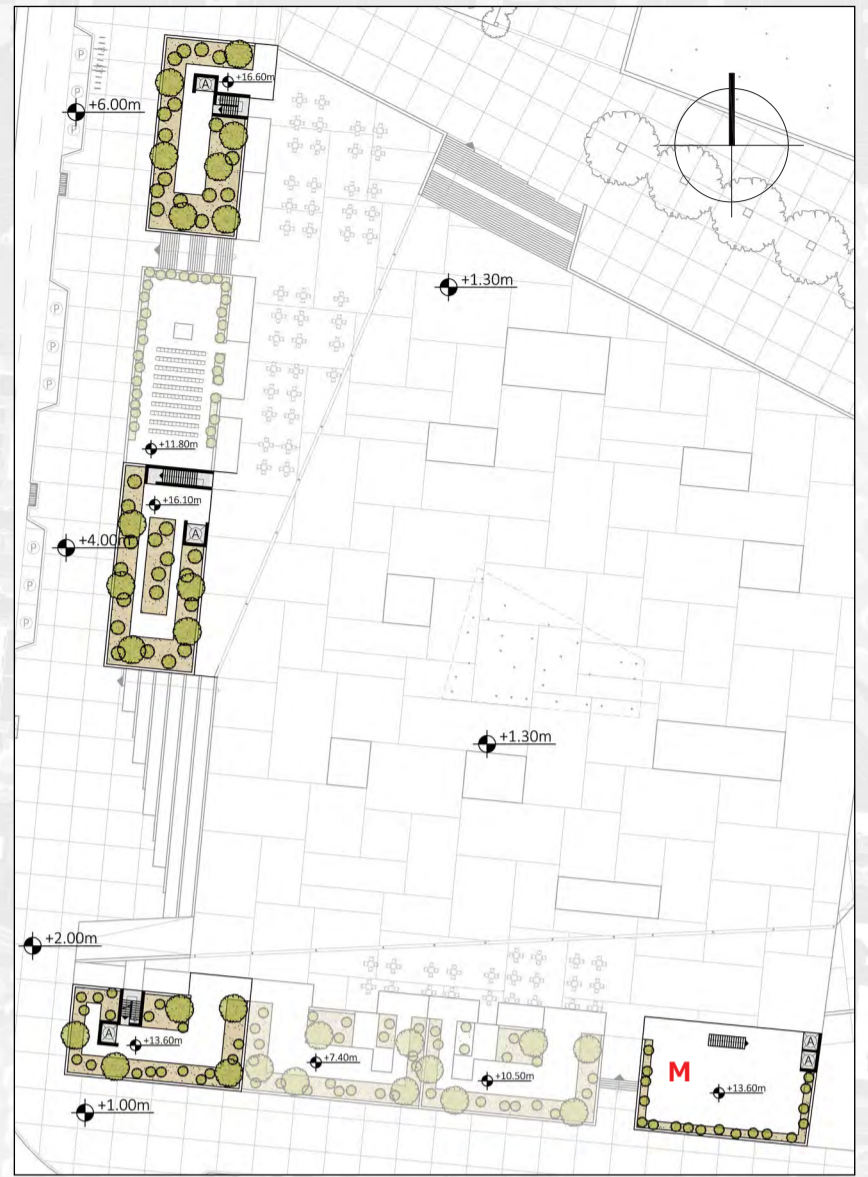 P
A
+16.60m
+6.00m
P
P
+1.30m
P
P
P
+11.80m
+16.10m
A
+4.00m
P
P
P
+1.30m
+2.00m
A
+13.60m
+7.40m
+10.50m
A
A
M
+13.60m
+1.00m